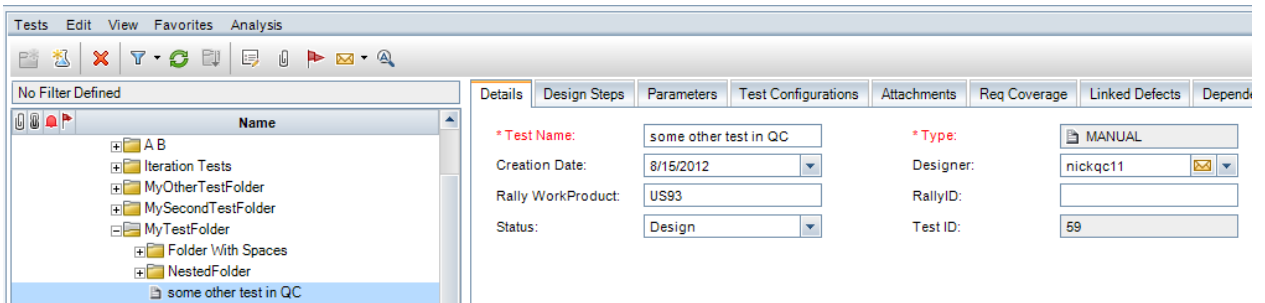 Tests Edit View Favorites Analysis
No Filter Defined
Name
A B
Iteration Tests
MyOtherTestFolder
MySecondTestFolder
MyTestFolder
Folder With Spaces
NestedFolder
some other test in QC
Details Design Steps Parameters Test Configurations Attachments Req Coverage Linked Defects Depende
* Test Name: some other test in QC * Type: MANUAL
Creation Date: 8/15/2012 Designer: nickqc11
Rally WorkProduct: US93 RallyID:
Status: Design Test ID: 59